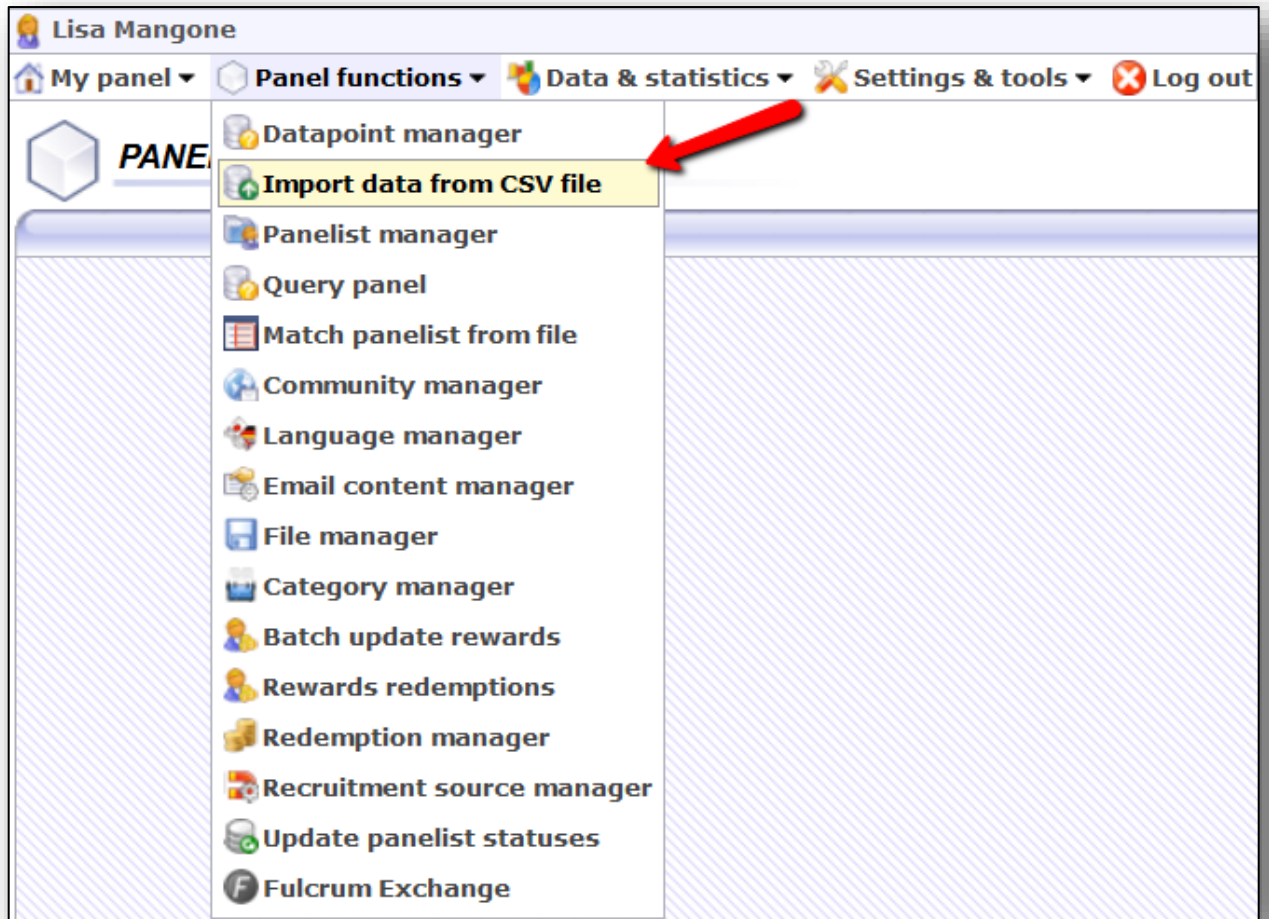 Lisa Mangone
My panel Panel functions Data & statistics Settings & tools Log out
PANE
Datapoint manager
Import data from CSV file
Panelist manager
Query panel
Match panelist from file
Community manager
Language manager
Email content manager
File manager
Category manager
Batch update rewards
Rewards redemptions
Redemption manager
Recruitment source manager
Update panelist statuses
F Fulcrum Exchange